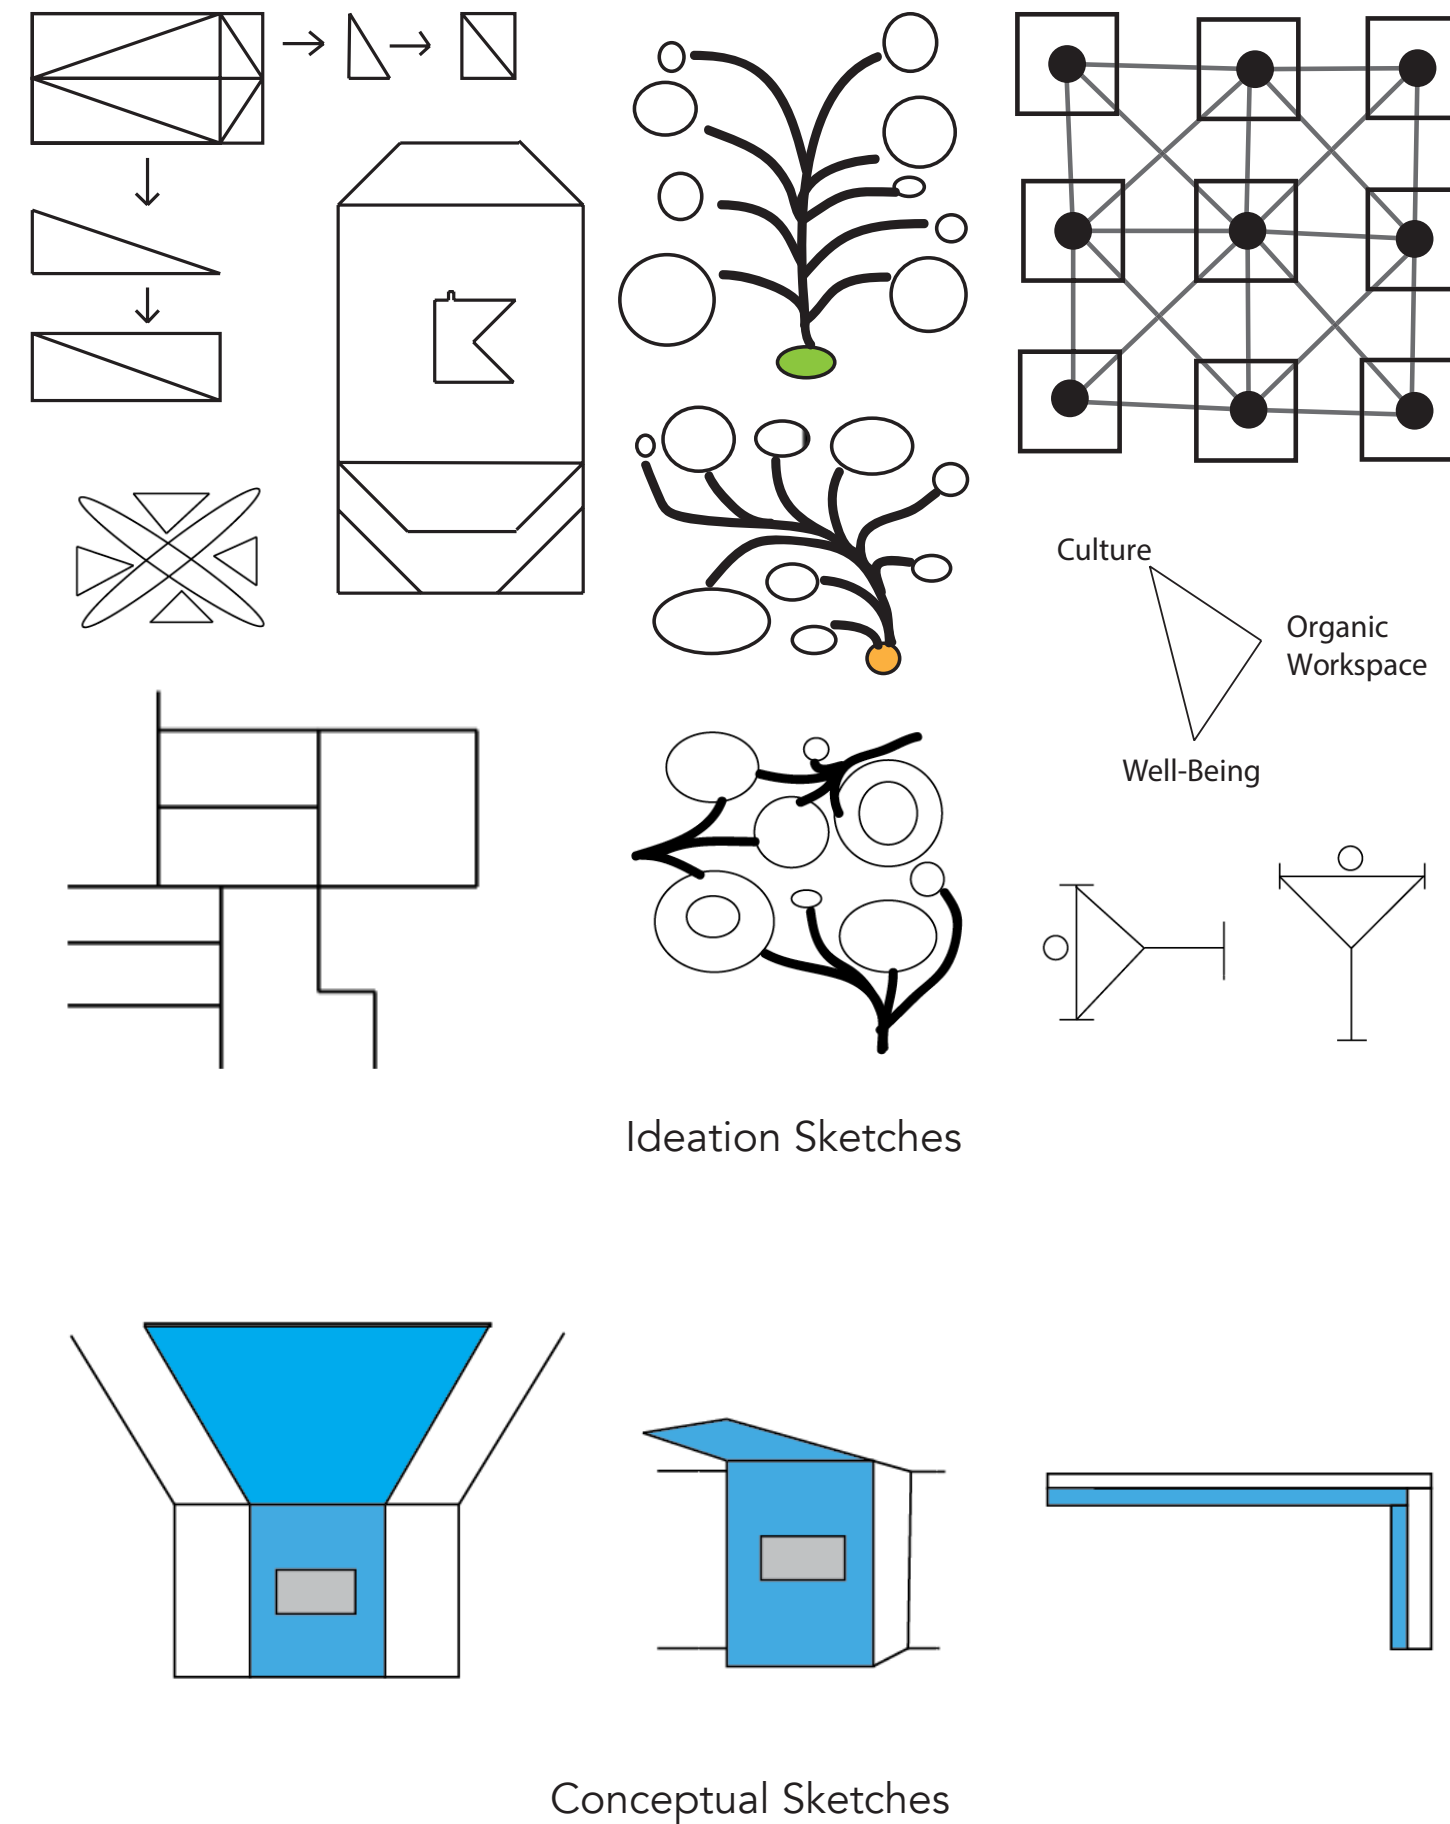 Culture
Organic
Workspace
Well-Being
Ideation Sketches
Conceptual Sketches